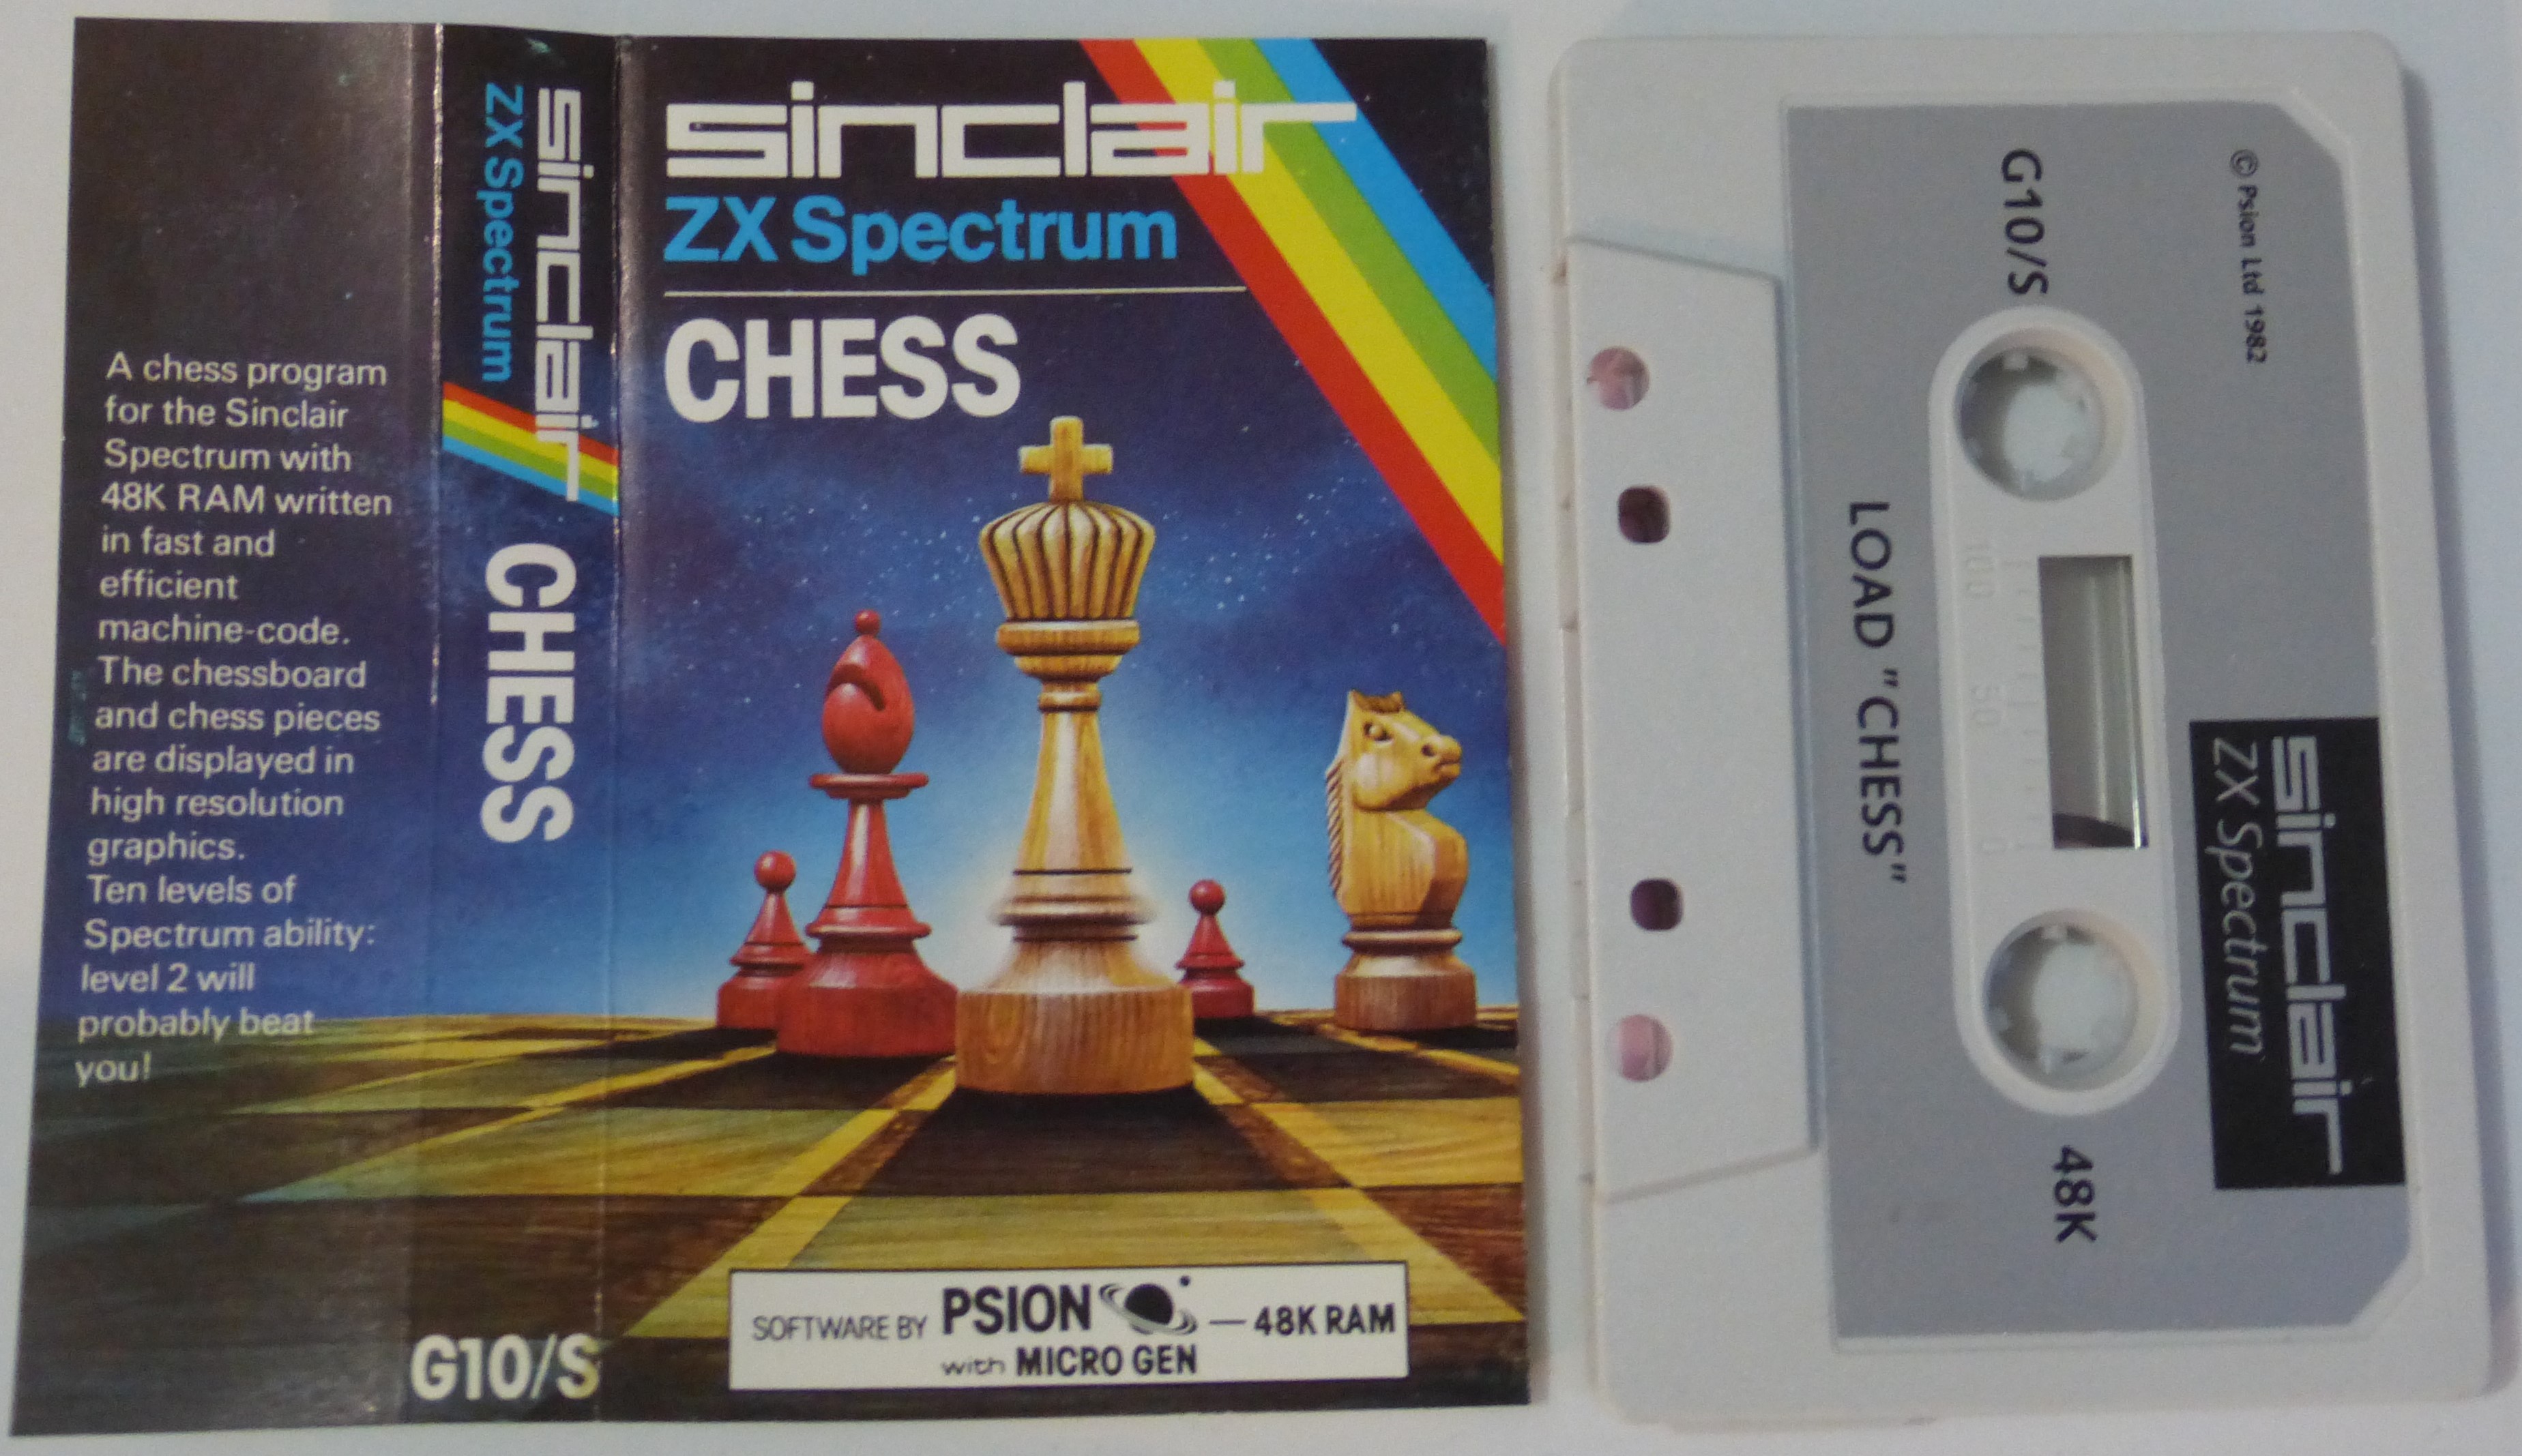 A chess program
for the Sinclair
Spectrum with
48K RAM written
in fast and
efficient
machine-code.
The chessboard
and chess pieces
are displayed in
high resolution
graphics.
Ten levels of
Spectrum ability:
level 2 will
probably beat
you!
sinclair
ZX Spectrum
CHESS
G10/S
sinclair
ZX Spectrum
CHESS
SOFTWARE BY PSION — 48K RAM
with MICRO GEN
© Psion Ltd 1982
sinclair
ZX Spectrum
G10/S
48K
100 50 0
LOAD "CHESS"